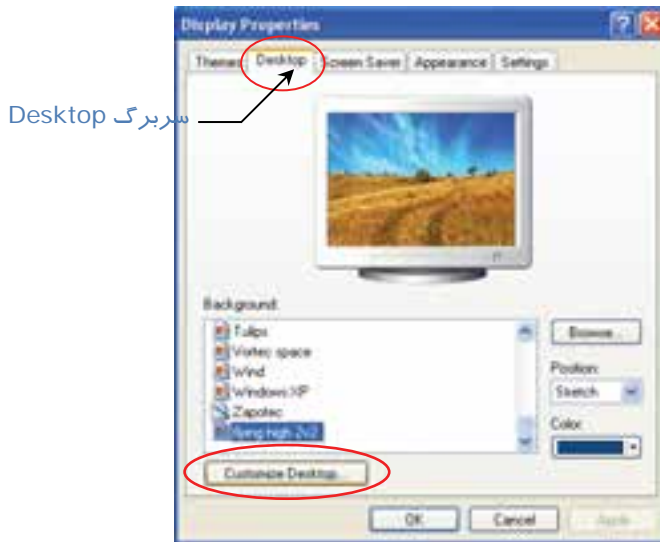 Display Properties
Themes Desktop Screen Saver Appearance Settings
سربرگ Desktop
Background:
Tulips
Vortec space
Wind
Windows XP
Zapotec
Browse...
Position:
Stretch
Color:
Customize Desktop...
OK Cancel Apply